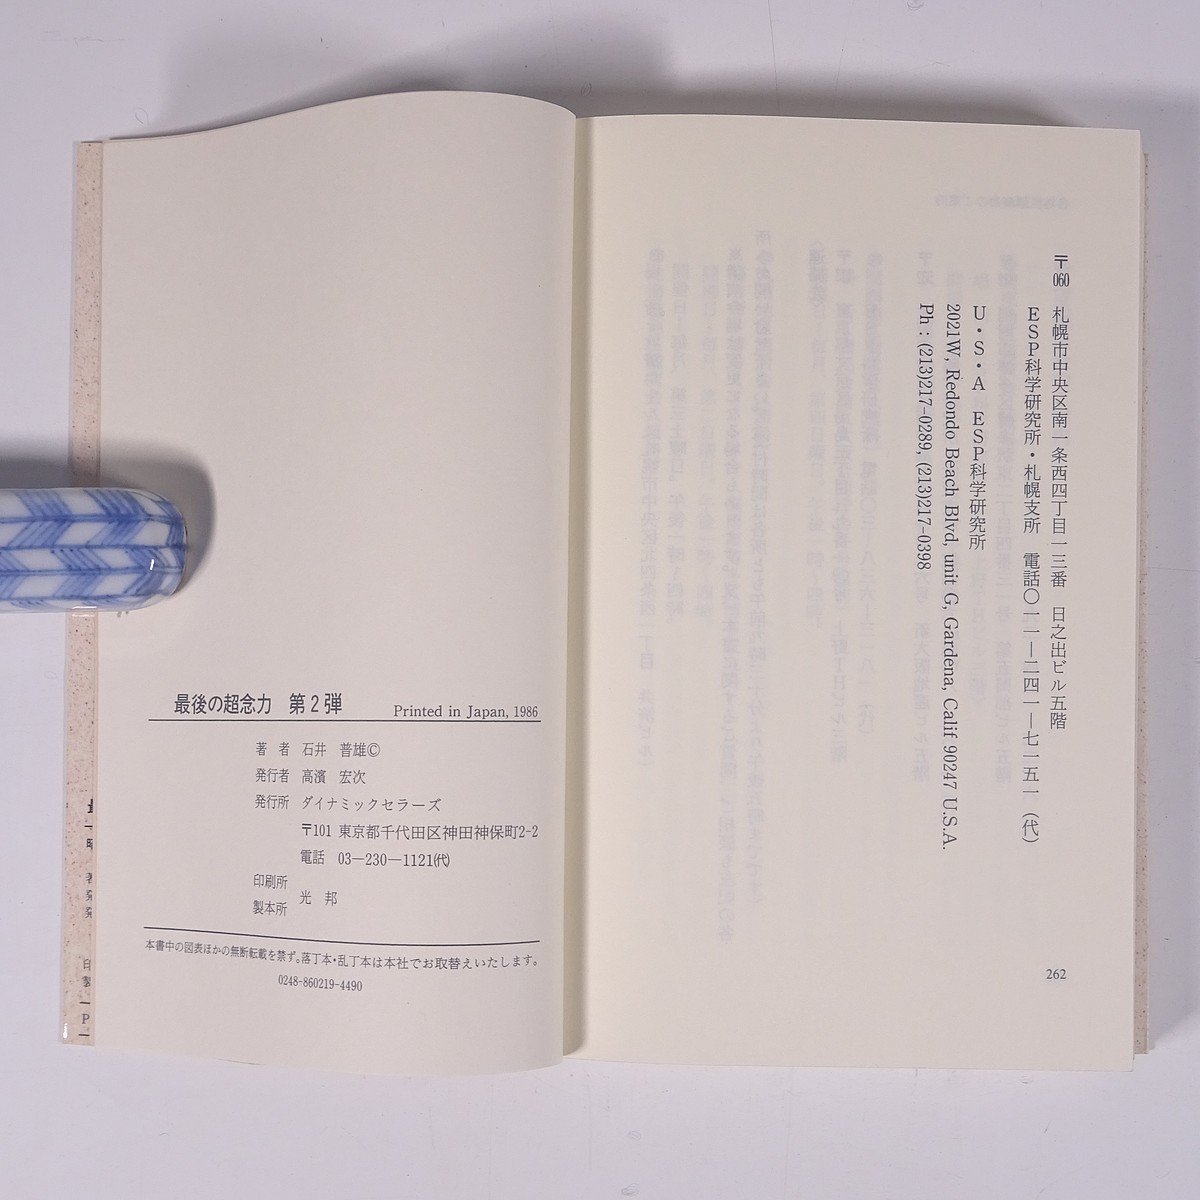 〒060 札幌市中央区南一条西四丁目一三番 日之出ビル五階
ESP科学研究所・札幌支所 電話〇一一―二四一―七一五一(代)
U・S・A ESP科学研究所
2021W, Redondo Beach Blvd, unit G, Gardena, Calif 90247 U.S.A.
Ph : (213)217-0289, (213)217-0398
262
最後の超念力 第2弾 Printed in Japan, 1986
著 者 石井 普雄©
発行者 高濱 宏次
発行所 ダイナミックセラーズ
〒101 東京都千代田区神田神保町2-2
電話 03―230―1121(代)
印刷所
製本所 光 邦
本書中の図表ほかの無断転載を禁ず。落丁本・乱丁本は本社でお取替えいたします。
0248-860219-4490